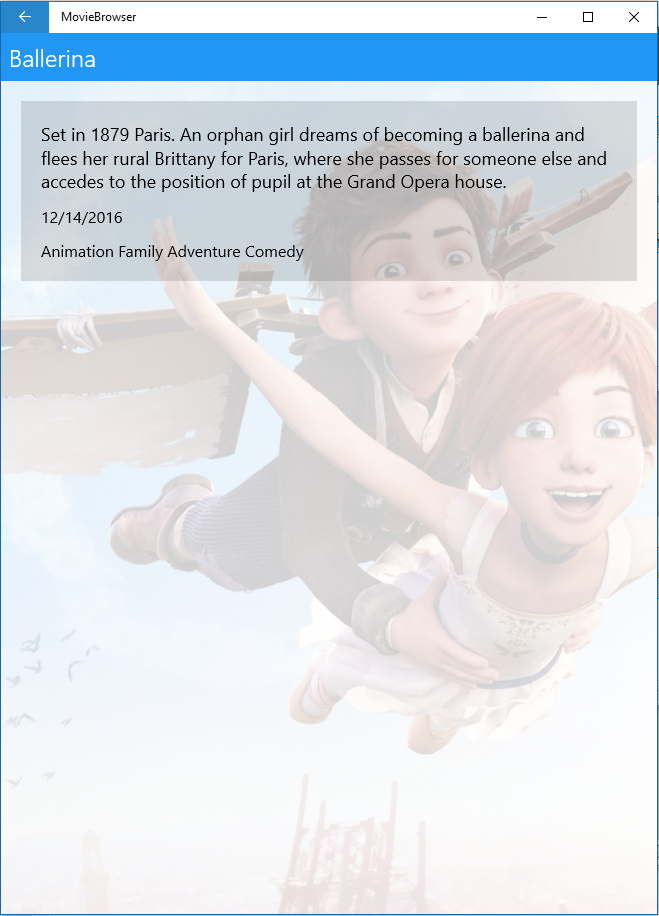 MovieBrowser
Ballerina
Set in 1879 Paris. An orphan girl dreams of becoming a ballerina and
flees her rural Brittany for Paris, where she passes for someone else and
accedes to the position of pupil at the Grand Opera house.
12/14/2016
Animation Family Adventure Comedy